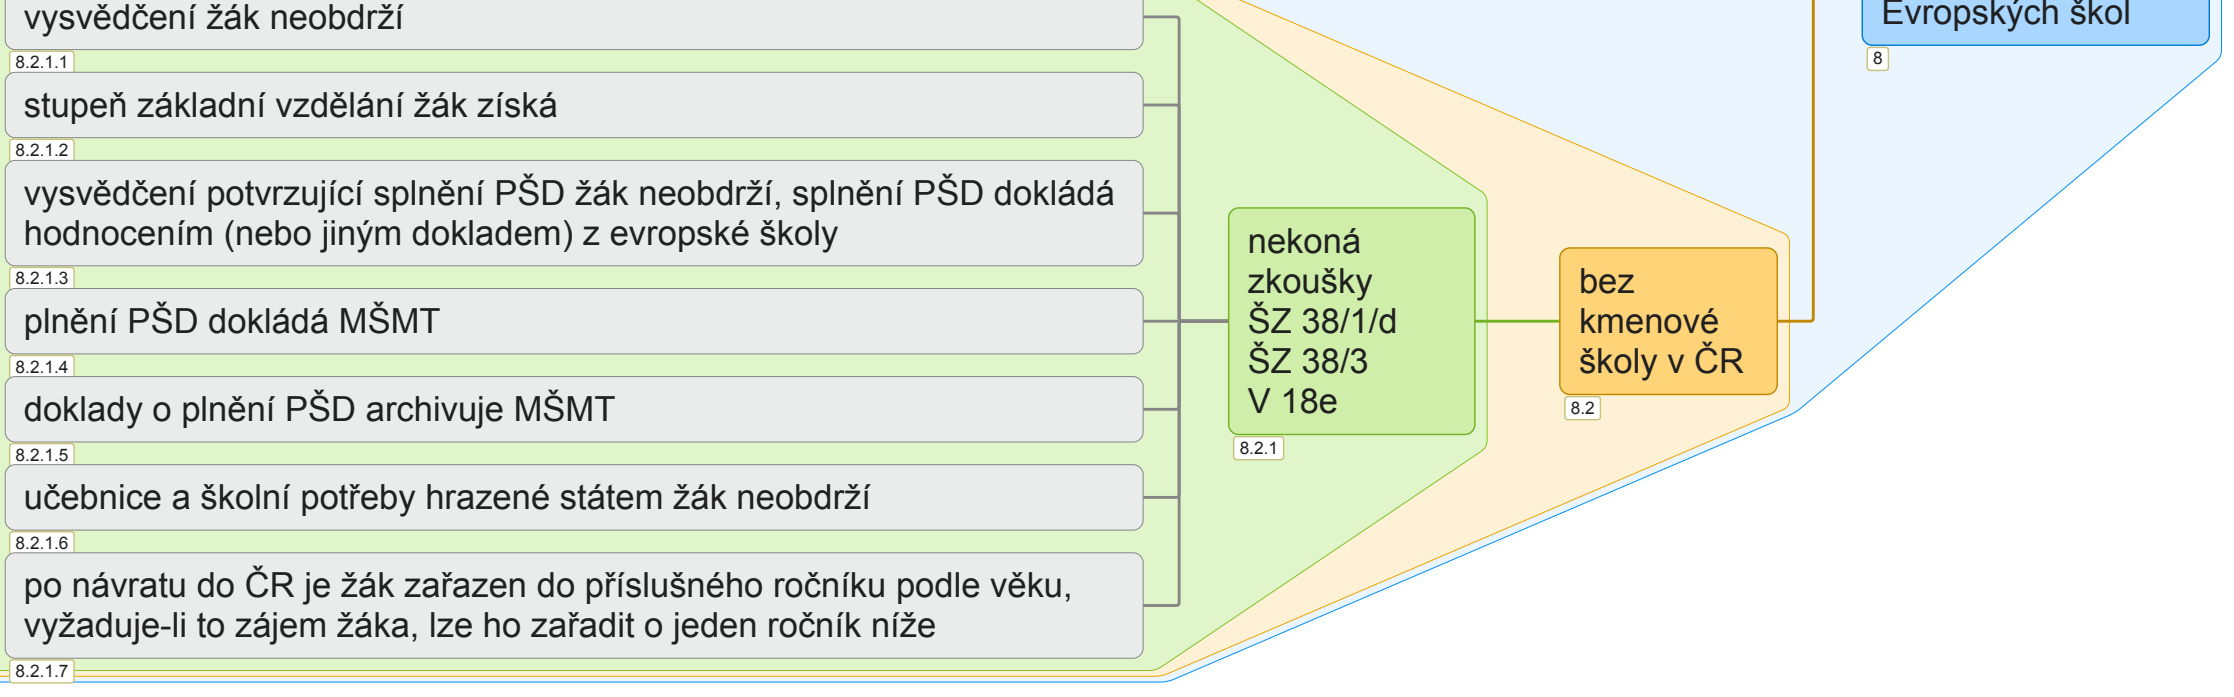 vysvědčení žák neobdrží
8.2.1.1
stupeň základní vzdělání žák získá
8.2.1.2
vysvědčení potvrzující splnění PŠD žák neobdrží, splnění PŠD dokládá
hodnocením (nebo jiným dokladem) z evropské školy
8.2.1.3
plnění PŠD dokládá MŠMT
8.2.1.4
doklady o plnění PŠD archivuje MŠMT
8.2.1.5
učebnice a školní potřeby hrazené státem žák neobdrží
8.2.1.6
po návratu do ČR je žák zařazen do příslušného ročníku podle věku,
vyžaduje-li to zájem žáka, lze ho zařadit o jeden ročník níže
8.2.1.7
nekoná
zkoušky
ŠZ 38/1/d
ŠZ 38/3
V 18e
8.2.1
bez
kmenové
školy v ČR
8.2
Evropských škol
8